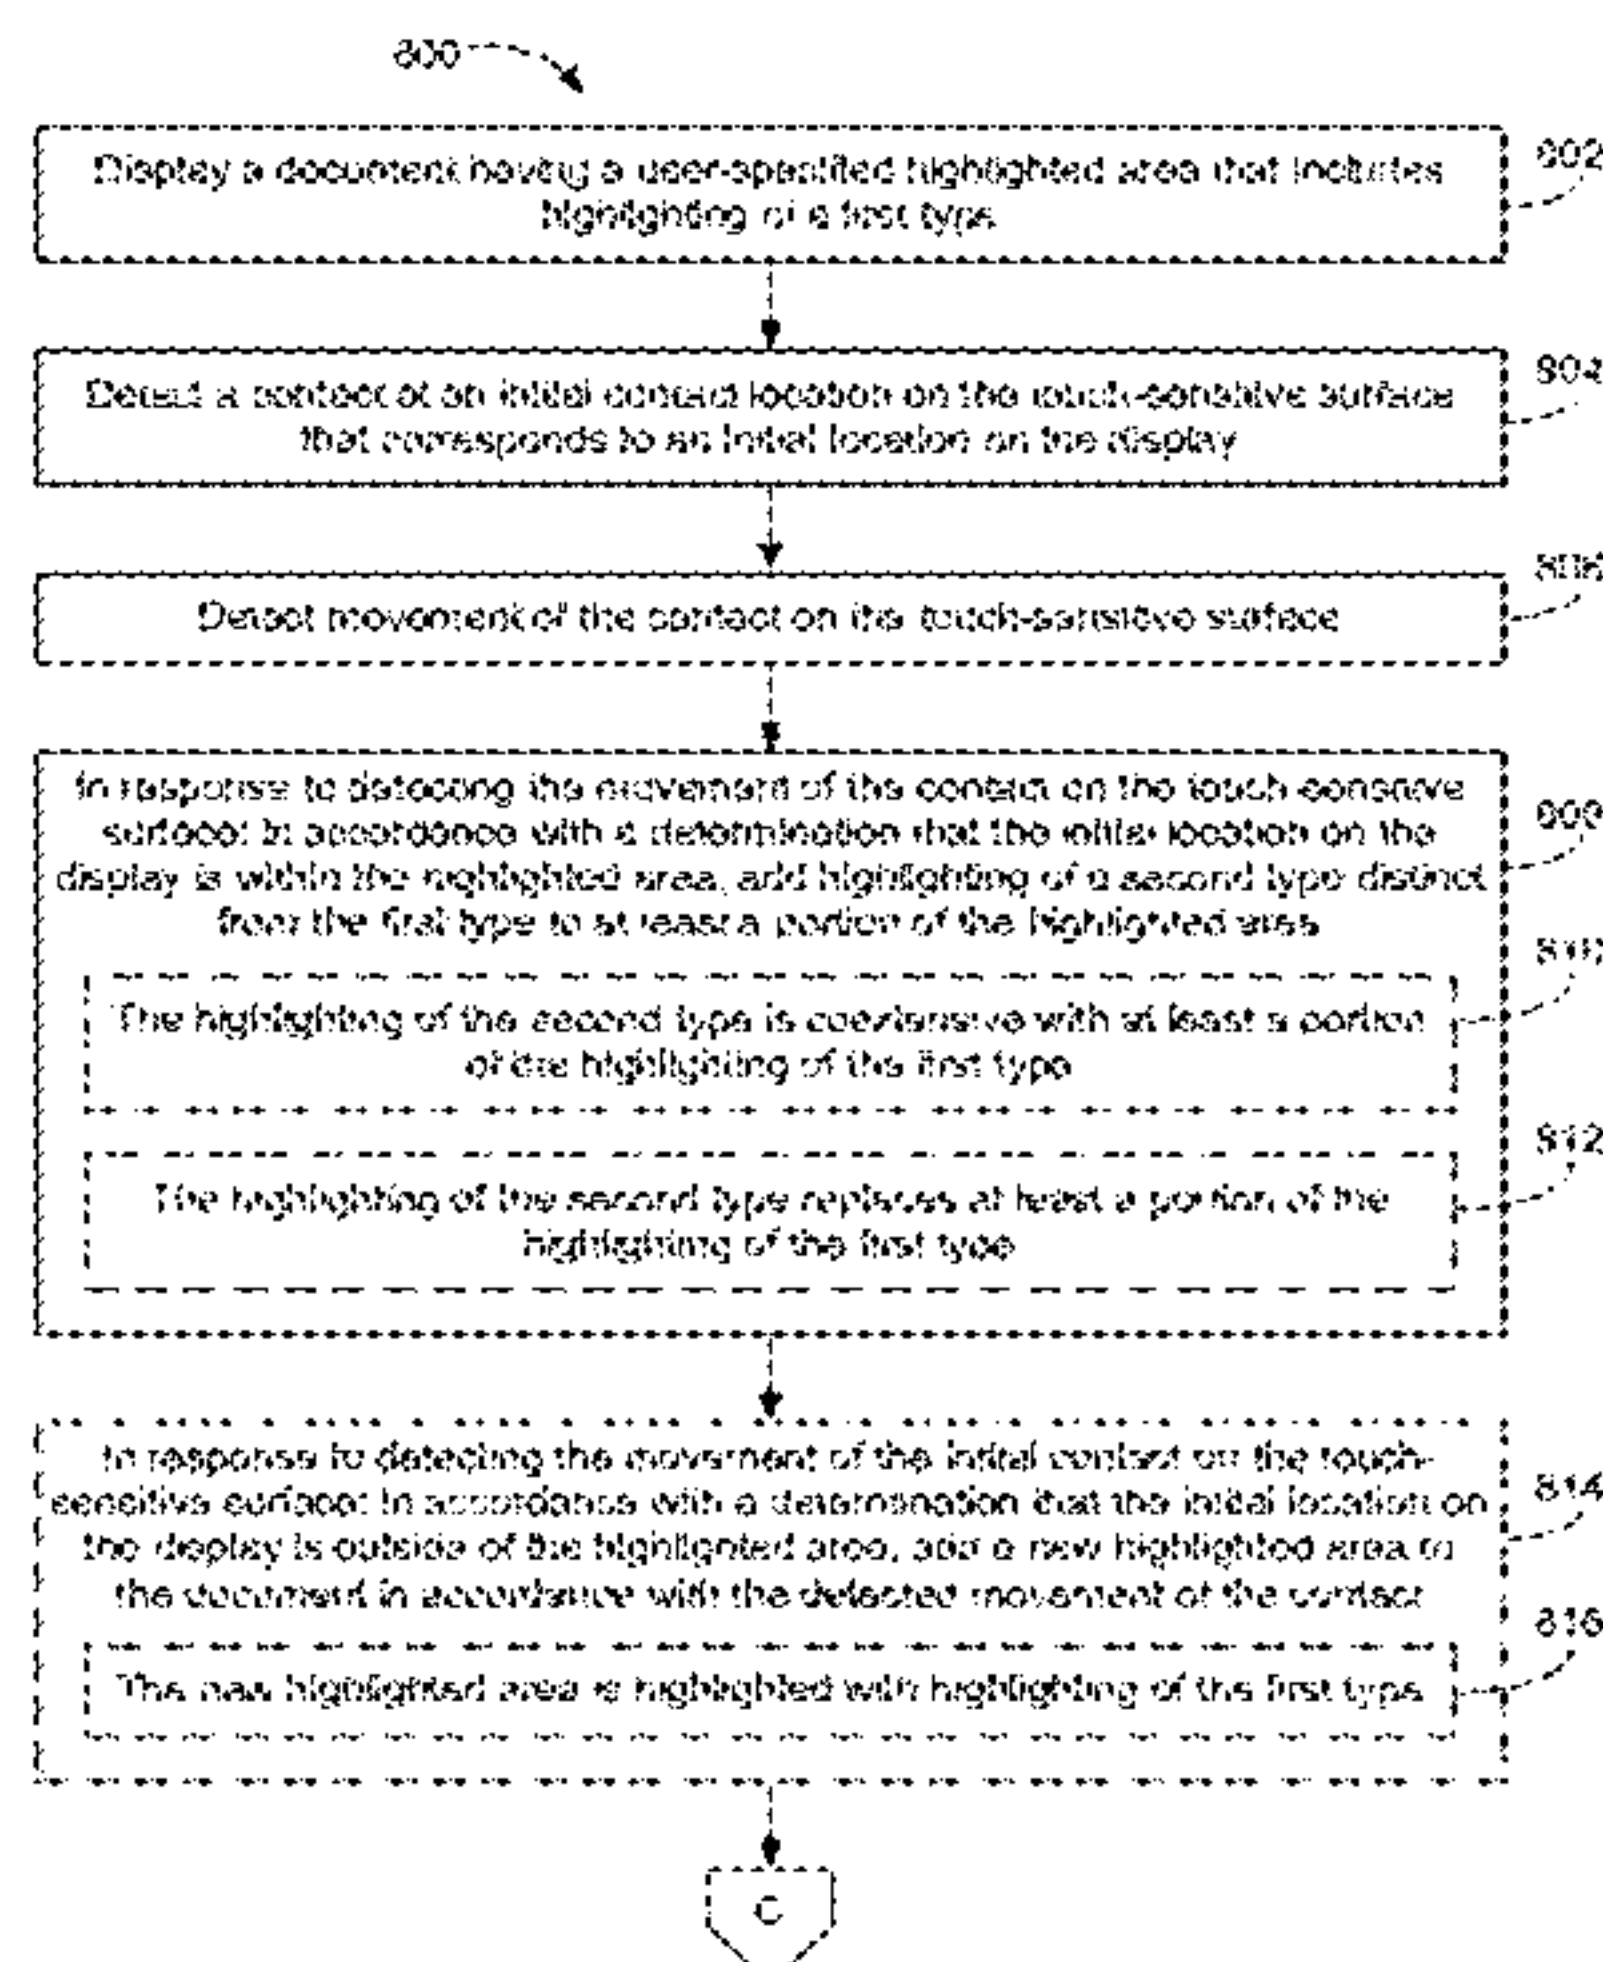 800
Display a document having a user-specified highlighted area that includes
highlighting of a first type
802
Detect a contact at an initial contact location on the touch-sensitive surface
that corresponds to an initial location on the display
804
Detect movement of the contact on the touch-sensitive surface
806
In response to detecting the movement of the contact on the touch-sensitive
surface: in accordance with a determination that the initial location on the
display is within the highlighted area, add highlighting of a second type distinct
from the first type to at least a portion of the highlighted area
808
The highlighting of the second type is coextensive with at least a portion
of the highlighting of the first type
810
The highlighting of the second type replaces at least a portion of the
highlighting of the first type
812
In response to detecting the movement of the initial contact on the touch-
sensitive surface: in accordance with a determination that the initial location on
the display is outside of the highlighted area, add a new highlighted area to
the document in accordance with the detected movement of the contact
814
The new highlighted area is highlighted with highlighting of the first type
816
C